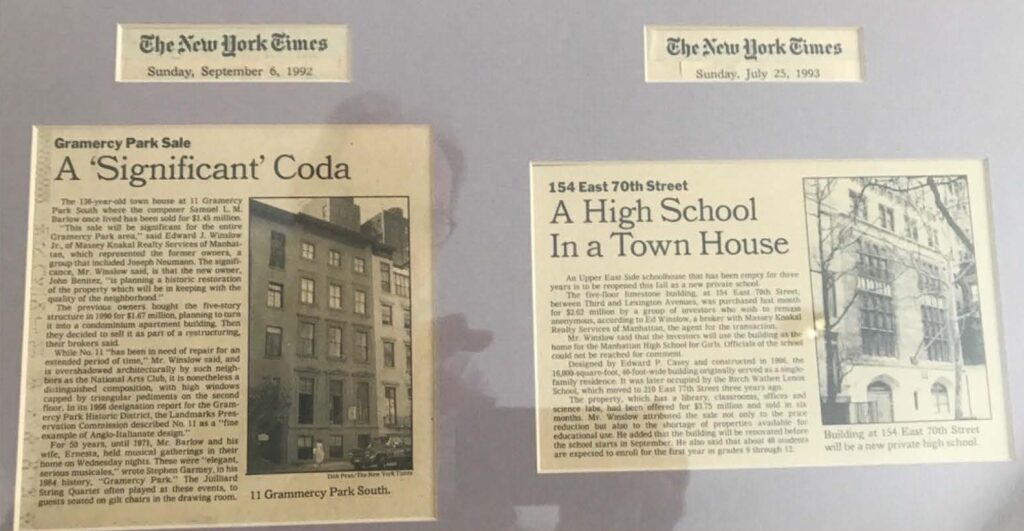 The New York Times
Sunday, September 6, 1992
Gramercy Park Sale
A 'Significant' Coda
The 136-year-old town house at 11 Gramercy
Park South where the composer Samuel L. M.
Barlow once lived has been sold for $1.45 million.
"This sale will be significant for the entire
Gramercy Park area," said Edward J. Winslow
Jr., of Massey Knakal Realty Services of Manhat-
tan, which represented the former owners, a
group that included Joseph Neumann. The signifi-
cance, Mr. Winslow said, is that the new owner,
John Benitez, "is planning a historic restoration
of the property which will be in keeping with the
quality of the neighborhood."
The previous owners bought the five-story
structure in 1990 for $1.67 million, planning to turn
it into a condominium apartment building. Then
they decided to sell it as part of a restructuring,
their brokers said.
While No. 11 "has been in need of repair for an
extended period of time," Mr. Winslow said, and
is overshadowed architecturally by such neigh-
bors as the National Arts Club, it is nonetheless a
distinguished composition, with high windows
capped by triangular pediments on the second
floor. In its 1966 designation report for the Gram-
ercy Park Historic District, the Landmarks Pres-
ervation Commission described No. 11 as a "fine
example of Anglo-Italianate design."
For 50 years, until 1971, Mr. Barlow and his
wife, Ernesta, held musical gatherings in their
home on Wednesday nights. These were "elegant,
serious musicales," wrote Stephen Garmey, in his
1984 history, "Gramercy Park." The Juilliard
String Quartet often played at these events, to
guests seated on gilt chairs in the drawing room.
The New York Times
11 Grammercy Park South.
The New York Times
Sunday, July 25, 1993
154 East 70th Street
A High School
In a Town House
An Upper East Side schoolhouse that has been empty for three
years is to be reopened this fall as a new private school.
The five-floor limestone building, at 154 East 70th Street,
between Third and Lexington Avenues, was purchased last month
for $2.62 million by a group of investors who wish to remain
anonymous, according to Ed Winslow, a broker with Massey Knakal
Realty Services of Manhattan, the agent for the transaction.
Mr. Winslow said that the investors will use the building as the
home for the Manhattan High School for Girls. Officials of the school
could not be reached for comment.
Designed by Edward P. Casey and constructed in 1906, the
16,000-square-foot, 40-foot-wide building originally served as a single-
family residence. It was later occupied by the Birch Wathen Lenox
School, which moved to 210 East 77th Street three years ago.
The property, which has a library, classrooms, offices and
science labs, had been offered for $3.75 million and sold in six
months. Mr. Winslow attributed the sale not only to the price
reduction but also to the shortage of properties available for
educational use. He added that the building will be renovated before
the school starts in September. He also said that about 40 students
are expected to enroll for the first year in grades 9 through 12.
Building at 154 East 70th Street
will be a new private high school.